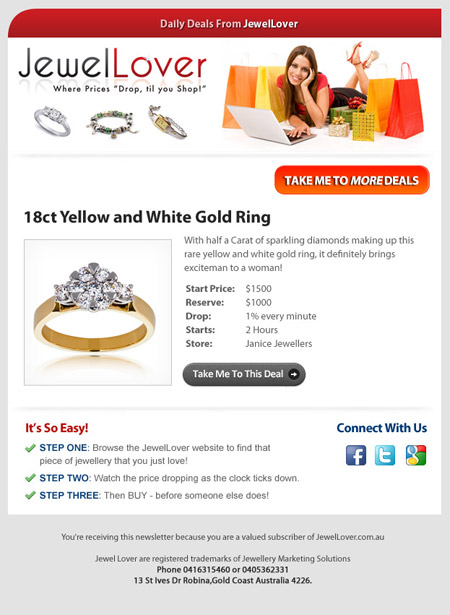 Daily Deals From JewelLover
JewelLover
Where Prices "Drop, til you Shop!"
TAKE ME TO MORE DEALS
18ct Yellow and White Gold Ring
With half a Carat of sparkling diamonds making up this
rare yellow and white gold ring, it definitely brings
exciteman to a woman!
Start Price: $1500
Reserve: $1000
Drop: 1% every minute
Starts: 2 Hours
Store: Janice Jewellers
Take Me To This Deal
It's So Easy!
STEP ONE: Browse the JewelLover website to find that
piece of jewellery that you just love!
STEP TWO: Watch the price dropping as the clock ticks down.
STEP THREE: Then BUY - before someone else does!
Connect With Us
f t g
You're receiving this newsletter because you are a valued subscriber of JewelLover.com.au
Jewel Lover are registered trademarks of Jewellery Marketing Solutions
Phone 0416315460 or 0405362331
13 St Ives Dr Robina,Gold Coast Australia 4226.